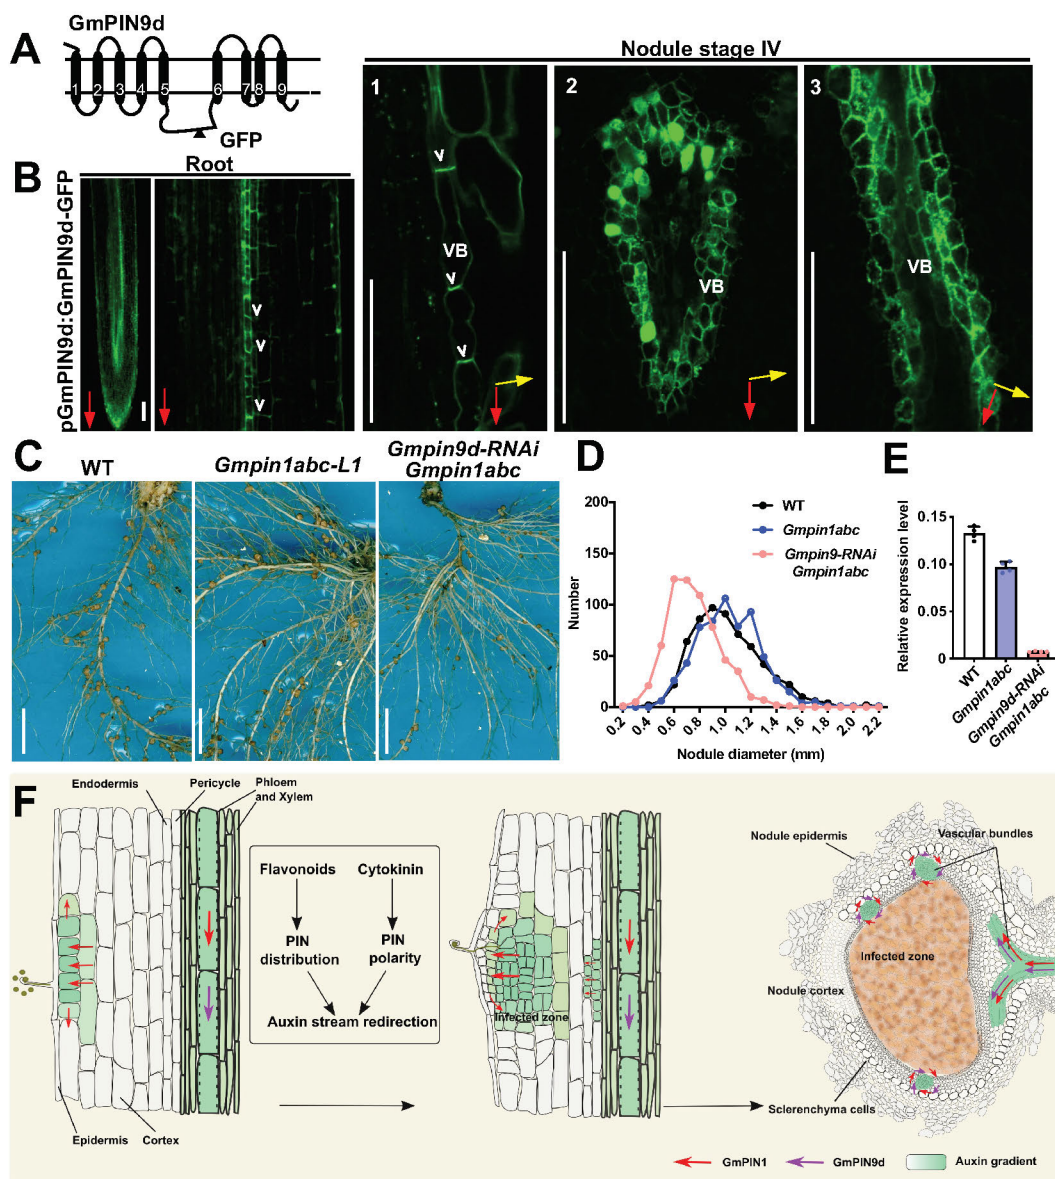 A
GmPIN9d
1 2 3 4 5 6 7 8 9
GFP
B
Root
pGmPIN9d:GmPIN9d-GFP
Nodule stage IV
1
VB
2
VB
3
VB
C
WT
Gmpin1abc-L1
Gmpin9d-RNAi
Gmpin1abc
D
WT
Gmpin1abc
Gmpin9-RNAi
Gmpin1abc
Number
200
150
100
50
0
0.2 0.4 0.6 0.8 1.0 1.2 1.4 1.6 1.8 2.0 2.2
Nodule diameter (mm)
E
Relative expression level
0.15
0.10
0.05
0
WT
Gmpin1abc
Gmpin9d-RNAi
Gmpin1abc
F
Endodermis
Pericycle
Phloem
and Xylem
Epidermis
Cortex
Flavonoids
Cytokinin
PIN
distribution
PIN
polarity
Auxin stream redirection
Infected zone
Nodule epidermis
Vascular bundles
Infected zone
Nodule cortex
Sclerenchyma cells
GmPIN1
GmPIN9d
Auxin gradient